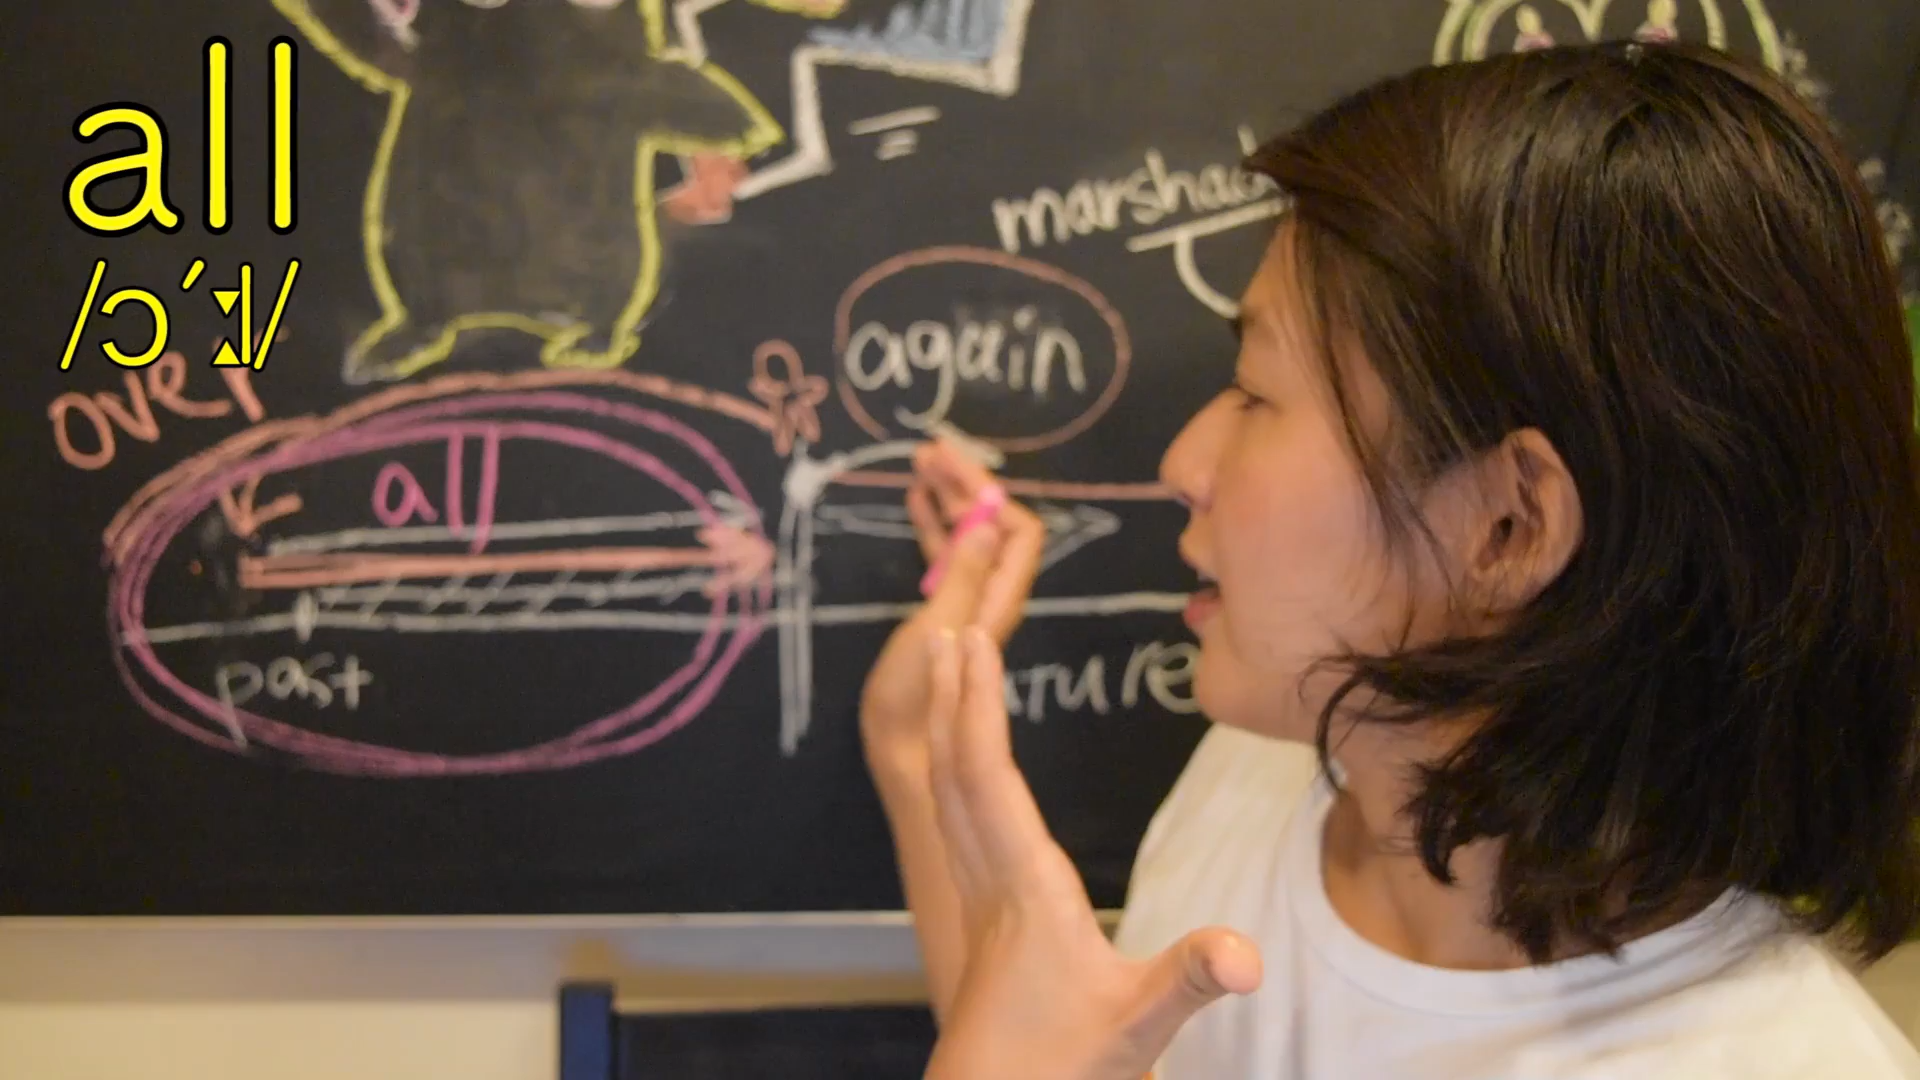 all
/ɔ́ːl/
over
all
again
past